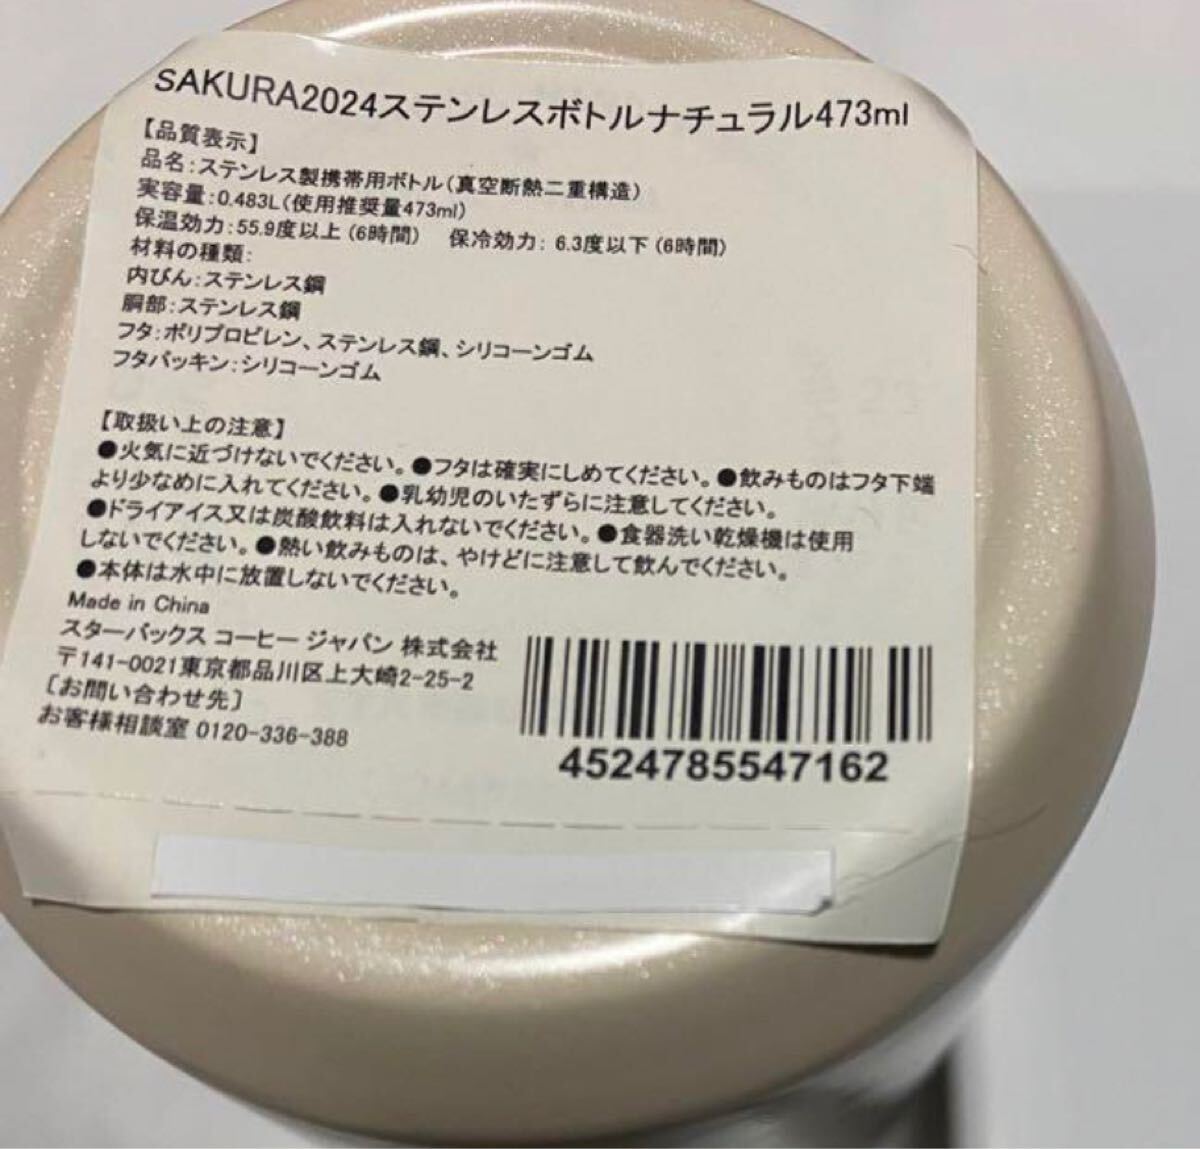 SAKURA2024ステンレスボトルナチュラル473ml
【品質表示】
品名：ステンレス製携帯用ボトル（真空断熱二重構造）
実容量：0.483L（使用推奨量473ml）
保温効力：55.9度以上（6時間） 保冷効力： 6.3度以下（6時間）
材料の種類：
内びん：ステンレス鋼
胴部：ステンレス鋼
フタ：ポリプロピレン、ステンレス鋼、シリコーンゴム
フタパッキン：シリコーンゴム
【取扱い上の注意】
●火気に近づけないでください。●フタは確実にしめてください。●飲みものはフタ下端
より少なめに入れてください。●乳幼児のいたずらに注意してください。
●ドライアイス又は炭酸飲料は入れないでください。●食器洗い乾燥機は使用
しないでください。●熱い飲みものは、やけどに注意して飲んでください。
●本体は水中に放置しないでください。
Made in China
スターバックス コーヒー ジャパン 株式会社
〒141-0021東京都品川区上大崎2-25-2
〔お問い合わせ先〕
お客様相談室 0120-336-388
4524785547162